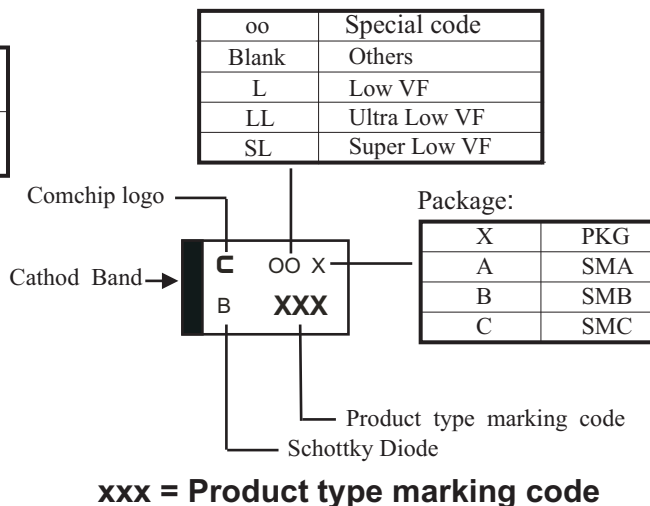 oo Special code
Blank Others
L Low VF
LL Ultra Low VF
SL Super Low VF
Comchip logo
Package:
X PKG
A SMA
B SMB
C SMC
Cathod Band
C OO X
B XXX
Product type marking code
Schottky Diode
xxx = Product type marking code